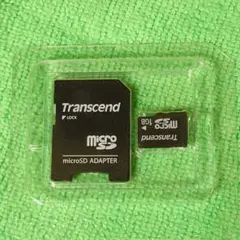 Transcend
LOCK
micro
SD
microSD ADAPTER
Transcend
micro
SD
1GB